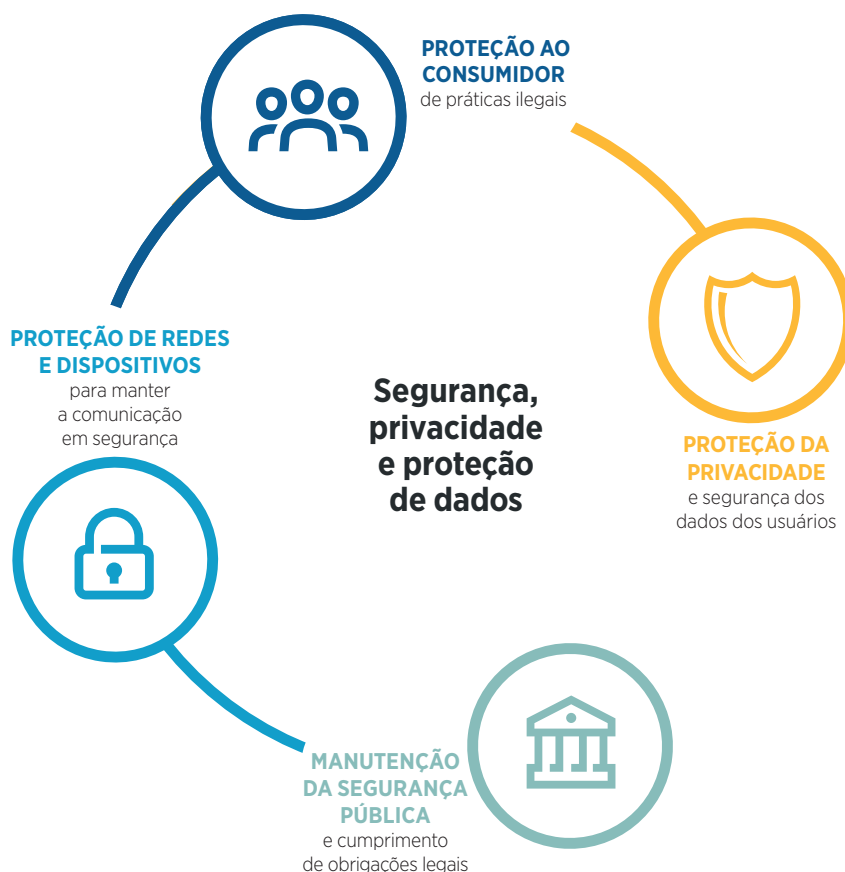 PROTEÇÃO AO
CONSUMIDOR
de práticas ilegais
PROTEÇÃO DE REDES
E DISPOSITIVOS
para manter
a comunicação
em segurança
Segurança,
privacidade
e proteção
de dados
PROTEÇÃO DA
PRIVACIDADE
e segurança dos
dados dos usuários
MANUTENÇÃO
DA SEGURANÇA
PÚBLICA
e cumprimento
de obrigações legais